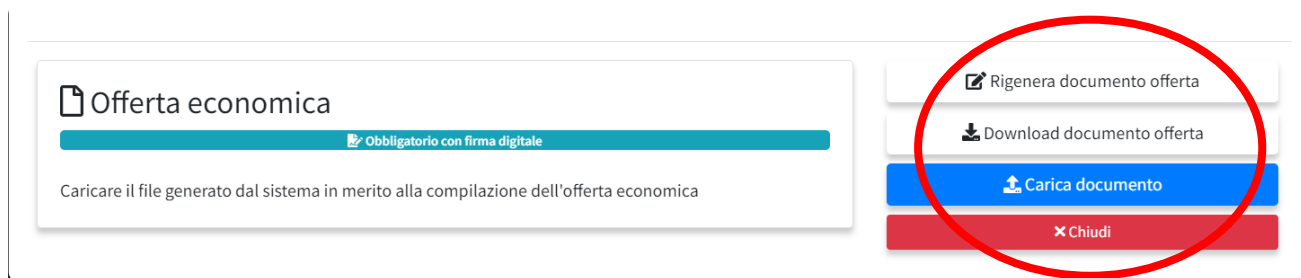 Offerta economica
Obbligatorio con firma digitale
Caricare il file generato dal sistema in merito alla compilazione dell'offerta economica
Rigenera documento offerta
Download documento offerta
Carica documento
Chiudi